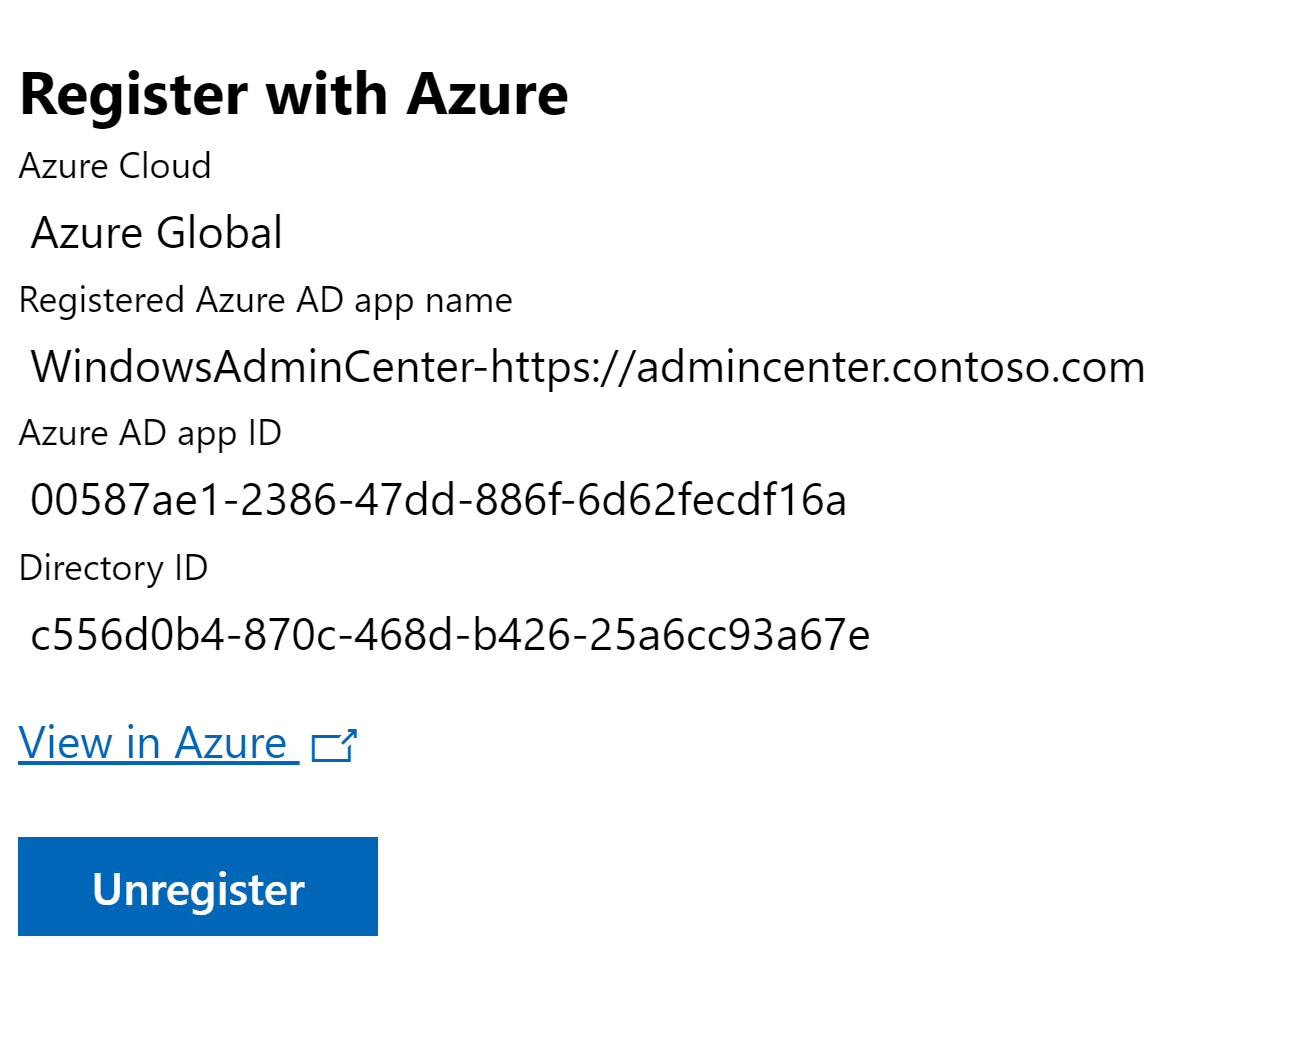 Register with Azure
Azure Cloud
Azure Global
Registered Azure AD app name
WindowsAdminCenter-https://admincenter.contoso.com
Azure AD app ID
00587ae1-2386-47dd-886f-6d62fecdf16a
Directory ID
c556d0b4-870c-468d-b426-25a6cc93a67e
View in Azure
Unregister